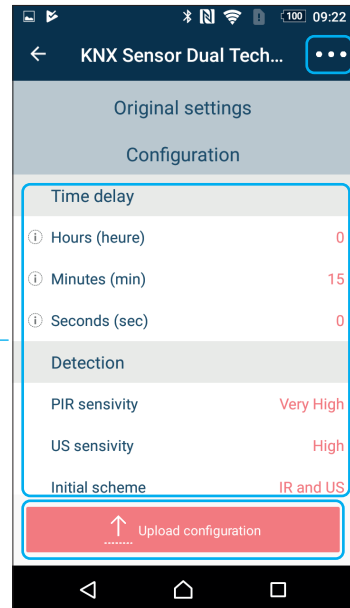 100 09:22
KNX Sensor Dual Tech...
Original settings
Configuration
Time delay
Hours (heure) 0
Minutes (min) 15
Seconds (sec) 0
Detection
PIR sensivity Very High
US sensivity High
Initial scheme IR and US
Upload configuration